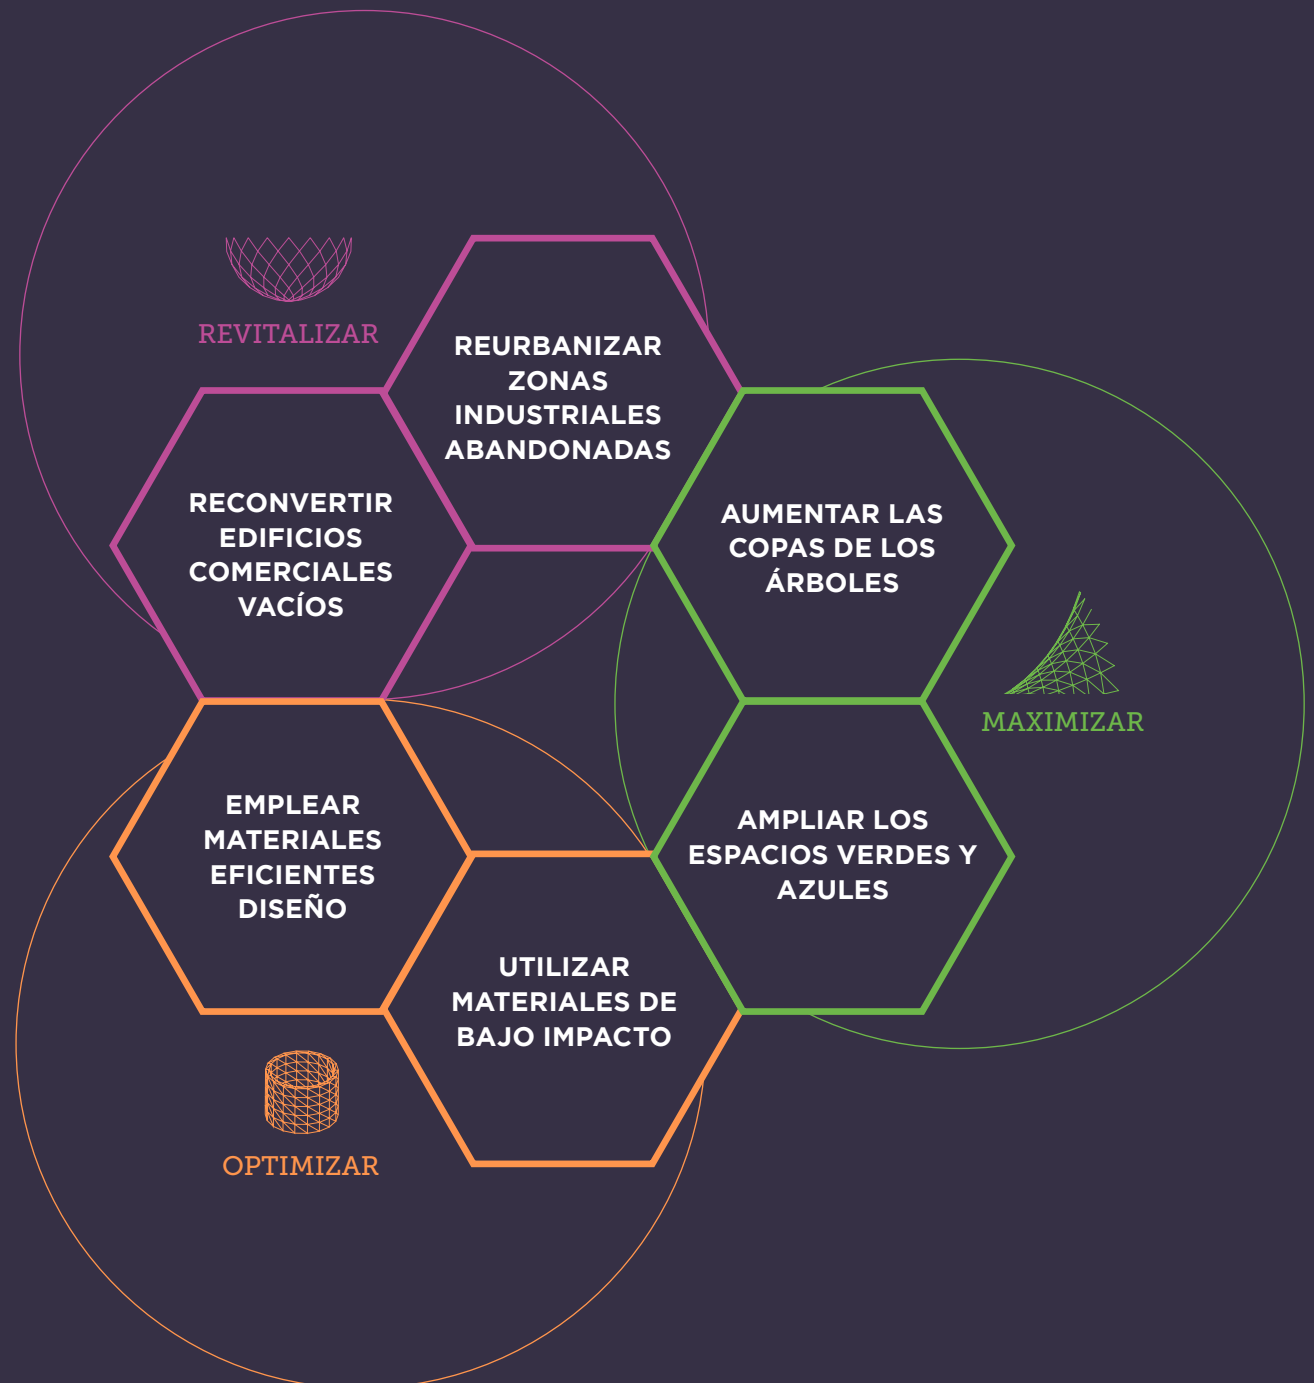 REVITALIZAR
REURBANIZAR
ZONAS
INDUSTRIALES
ABANDONADAS
RECONVERTIR
EDIFICIOS
COMERCIALES
VACÍOS
AUMENTAR LAS
COPAS DE LOS
ÁRBOLES
MAXIMIZAR
AMPLIAR LOS
ESPACIOS VERDES Y
AZULES
EMPLEAR
MATERIALES
EFICIENTES
DISEÑO
UTILIZAR
MATERIALES DE
BAJO IMPACTO
OPTIMIZAR